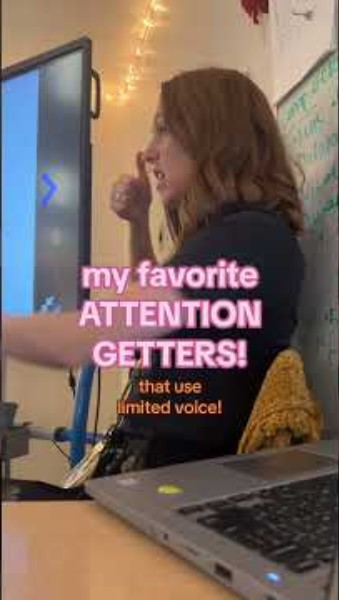 my favorite
ATTENTION
GETTERS!
that use
limited voice!